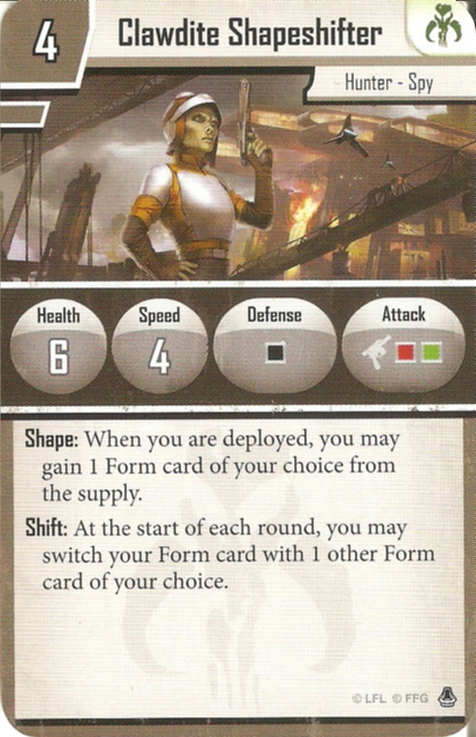 4
Clawdite Shapeshifter
Hunter - Spy
Health
6
Speed
4
Defense
Attack
Shape: When you are deployed, you may
gain 1 Form card of your choice from
the supply.
Shift: At the start of each round, you may
switch your Form card with 1 other Form
card of your choice.
© LFL © FFG